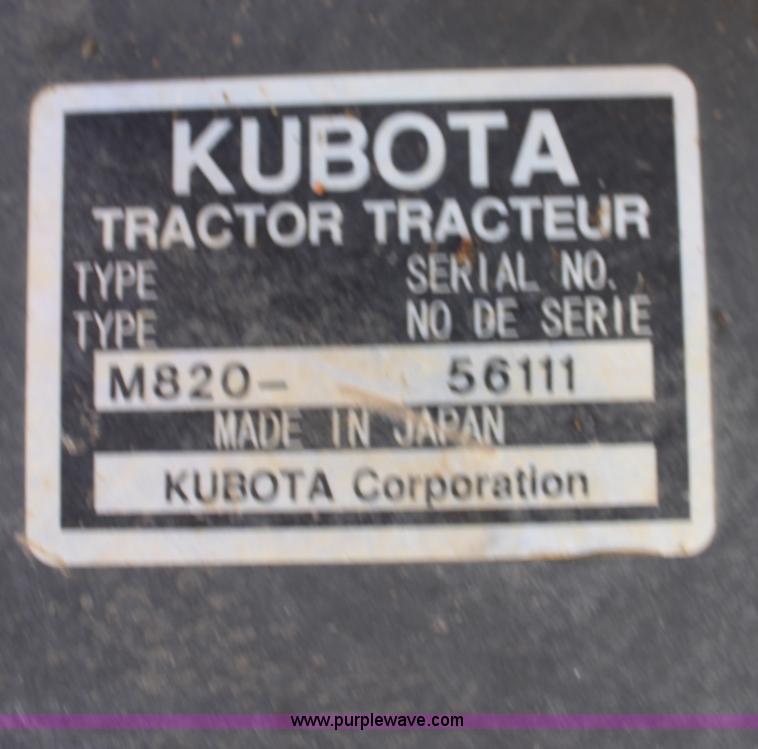 KUBOTA
TRACTOR TRACTEUR
TYPE SERIAL NO.
TYPE NO DE SERIE
M820- 56111
MADE IN JAPAN
KUBOTA Corporation
www.purplewave.com